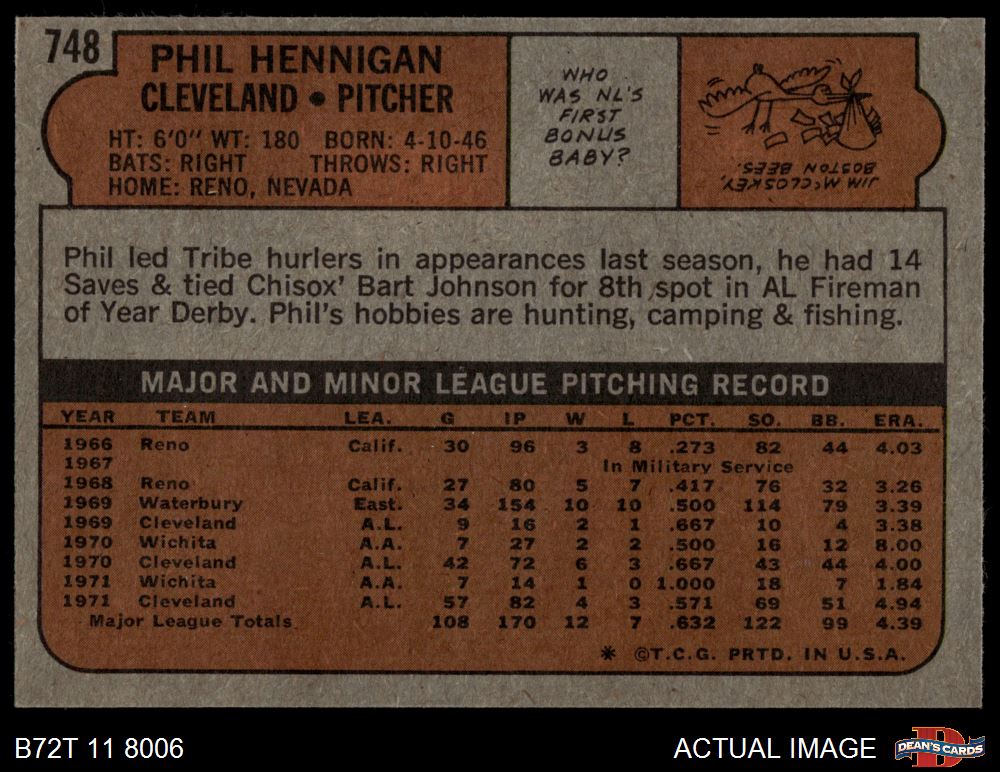 748
PHIL HENNIGAN
CLEVELAND • PITCHER
HT: 6'0" WT: 180 BORN: 4-10-46
BATS: RIGHT THROWS: RIGHT
HOME: RENO, NEVADA
WHO
WAS NL'S
FIRST
BONUS
BABY?
JIM McCLOSKEY,
BOSTON BEES.
Phil led Tribe hurlers in appearances last season, he had 14
Saves & tied Chisox' Bart Johnson for 8th spot in AL Fireman
of Year Derby. Phil's hobbies are hunting, camping & fishing.
MAJOR AND MINOR LEAGUE PITCHING RECORD
YEAR TEAM LEA. G IP W L PCT. SO. BB. ERA.
1966 Reno Calif. 30 96 3 8 .273 82 44 4.03
1967 In Military Service
1968 Reno Calif. 27 80 5 7 .417 76 32 3.26
1969 Waterbury East. 34 154 10 10 .500 114 79 3.39
1969 Cleveland A.L. 9 16 2 1 .667 10 4 3.38
1970 Wichita A.A. 7 27 2 2 .500 16 12 8.00
1970 Cleveland A.L. 42 72 6 3 .667 43 44 4.00
1971 Wichita A.A. 7 14 1 0 1.000 18 7 1.84
1971 Cleveland A.L. 57 82 4 3 .571 69 51 4.94
Major League Totals 108 170 12 7 .632 122 99 4.39
* ©T.C.G. PRTD. IN U.S.A.
B72T 11 8006
ACTUAL IMAGE
D
DEAN'S CARDS